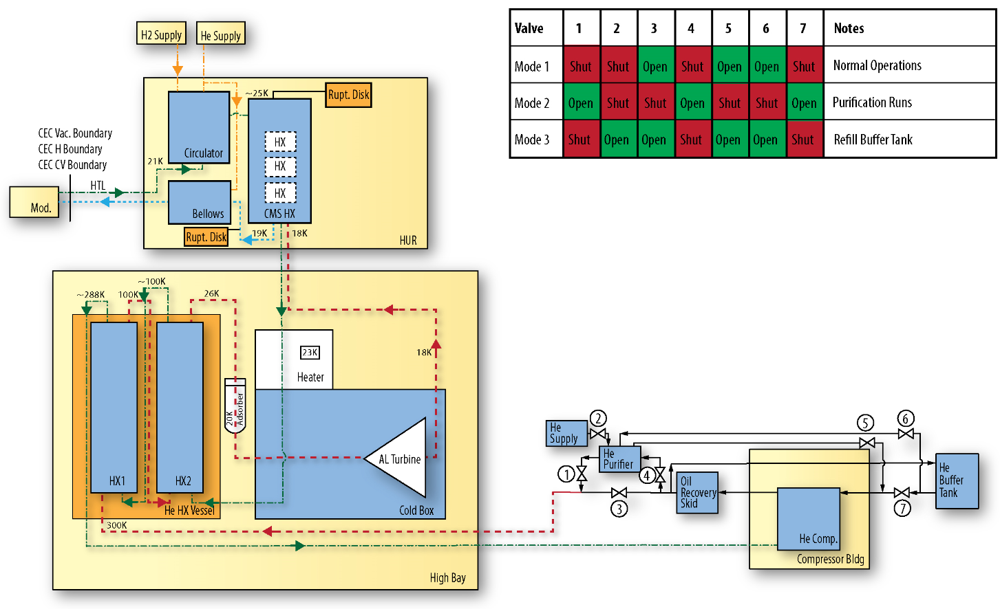 H2 Supply
He Supply
Valve 1 2 3 4 5 6 7 Notes
Mode 1 Shut Shut Open Shut Open Open Shut Normal Operations
Mode 2 Open Shut Shut Open Shut Shut Open Purification Runs
Mode 3 Shut Open Open Shut Open Open Shut Refill Buffer Tank
~25K
Rupt. Disk
HX
HX
HX
CMS HX
Circulator
21K
CEC Vac. Boundary
CEC H Boundary
CEC CV Boundary
HTL
Mod.
Bellows
Rupt. Disk
19K
18K
HUR
~288K
100K
~100K
26K
HX1
HX2
He HX Vessel
300K
20K
Adsorber
23K
Heater
18K
AL Turbine
Cold Box
High Bay
He
Supply
2
He
Purifier
1
4
3
Oil
Recovery
Skid
5
6
7
He
Buffer
Tank
He Comp.
Compressor Bldg